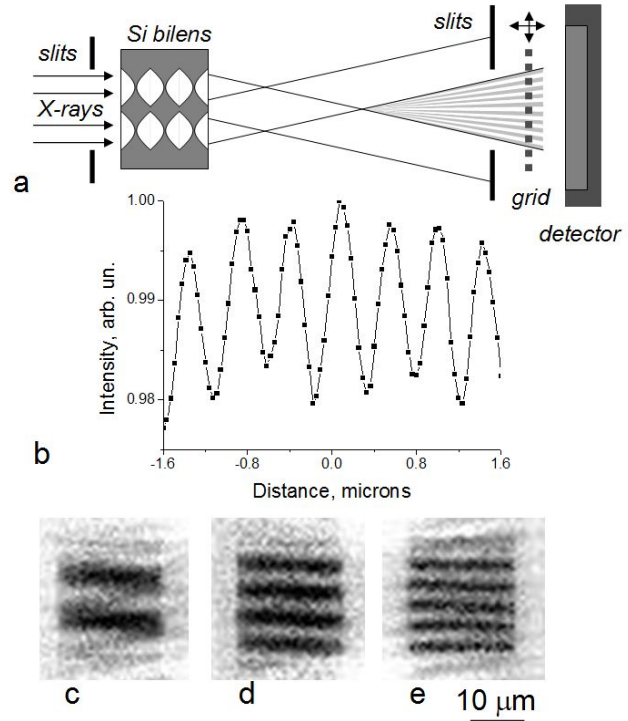 slits
Si bilens
slits
X-rays
a
grid
detector
1.00
0.99
0.98
Intensity, arb. un.
b
-1.6
-0.8
0.0
0.8
1.6
Distance, microns
c
d
e
10 μm